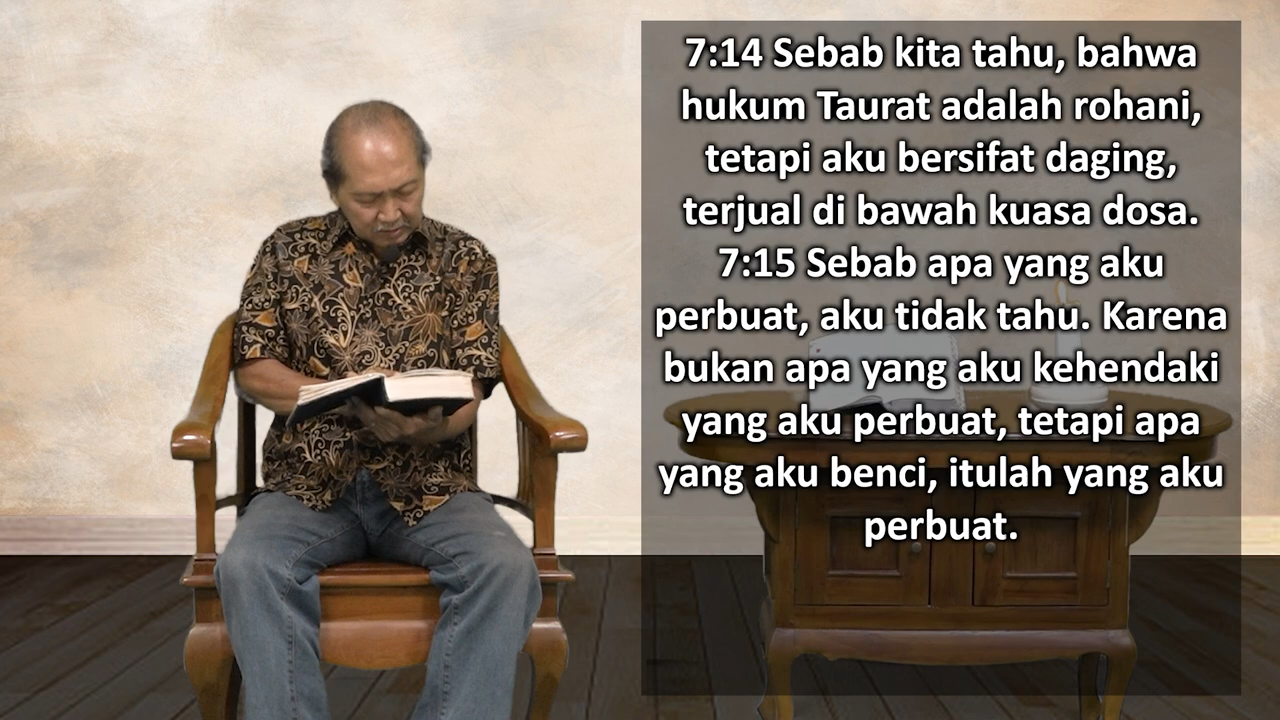 7:14 Sebab kita tahu, bahwa
hukum Taurat adalah rohani,
tetapi aku bersifat daging,
terjual di bawah kuasa dosa.
7:15 Sebab apa yang aku
perbuat, aku tidak tahu. Karena
bukan apa yang aku kehendaki
yang aku perbuat, tetapi apa
yang aku benci, itulah yang aku
perbuat.